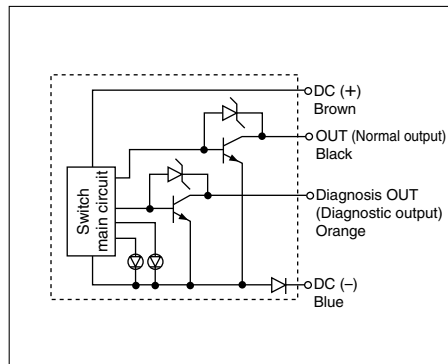 DC (+)
Brown
OUT (Normal output)
Black
Switch
main circuit
Diagnosis OUT
(Diagnostic output)
Orange
DC (–)
Blue